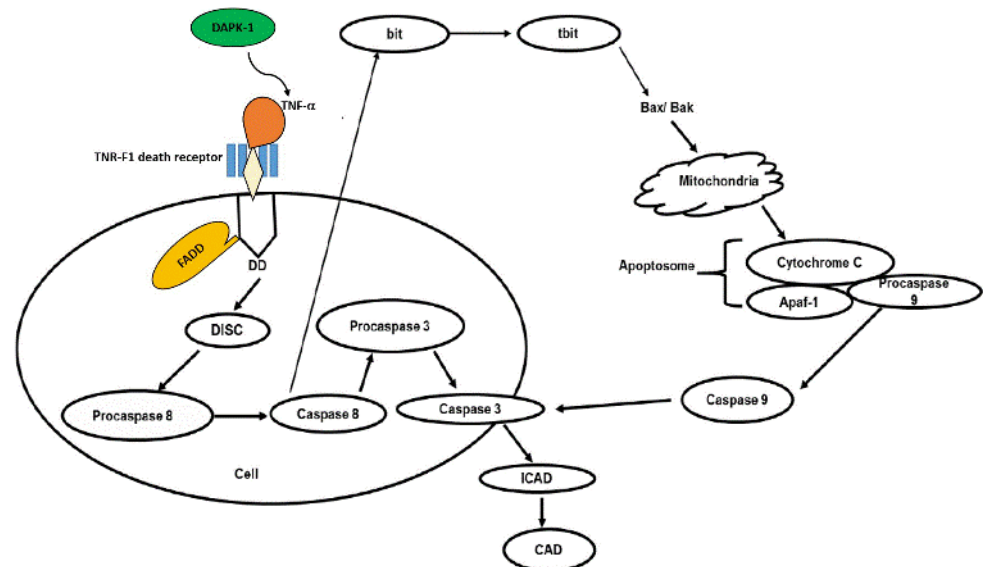 DAPK-1
bit
tbit
TNF-α
Bax/ Bak
TNR-F1 death receptor
Mitochondria
FADD
DD
Apoptosome
Cytochrome C
Procaspase
9
Apaf-1
DISC
Procaspase 3
Procaspase 8
Caspase 8
Caspase 3
Caspase 9
Cell
ICAD
CAD